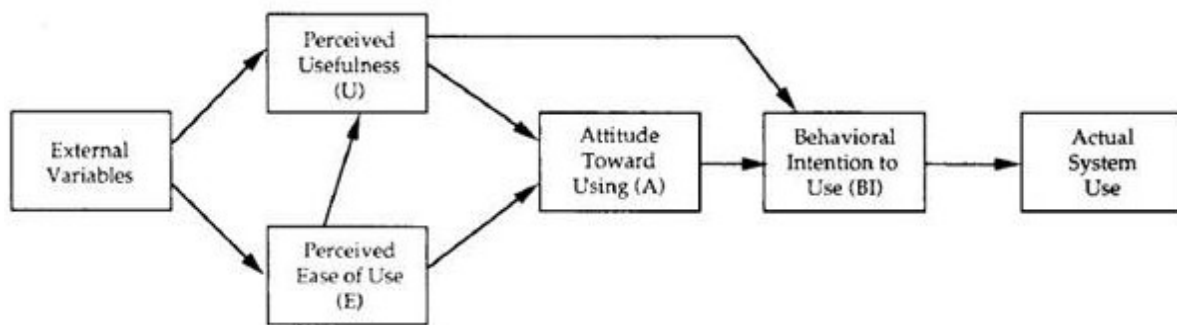 External
Variables
Perceived
Usefulness
(U)
Perceived
Ease of Use
(E)
Attitude
Toward
Using (A)
Behavioral
Intention to
Use (BI)
Actual
System
Use